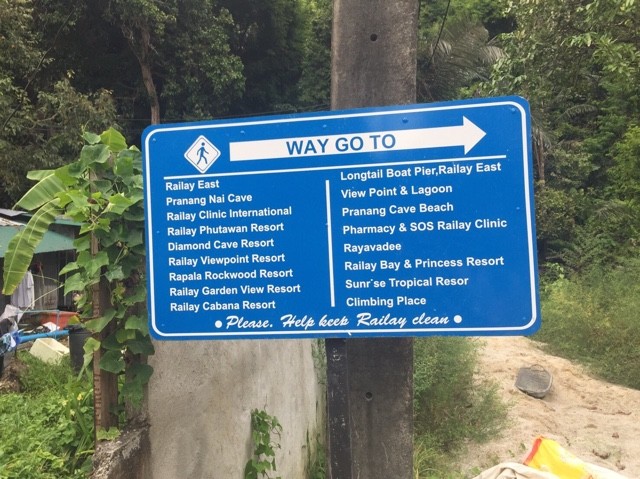 WAY GO TO
Railay East
Pranang Nai Cave
Railay Clinic International
Railay Phutawan Resort
Diamond Cave Resort
Railay Viewpoint Resort
Rapala Rockwood Resort
Railay Garden View Resort
Railay Cabana Resort
Longtail Boat Pier,Railay East
View Point & Lagoon
Pranang Cave Beach
Pharmacy & SOS Railay Clinic
Rayavadee
Railay Bay & Princess Resort
Sunr'se Tropical Resor
Climbing Place
• Please. Help keep Railay clean •